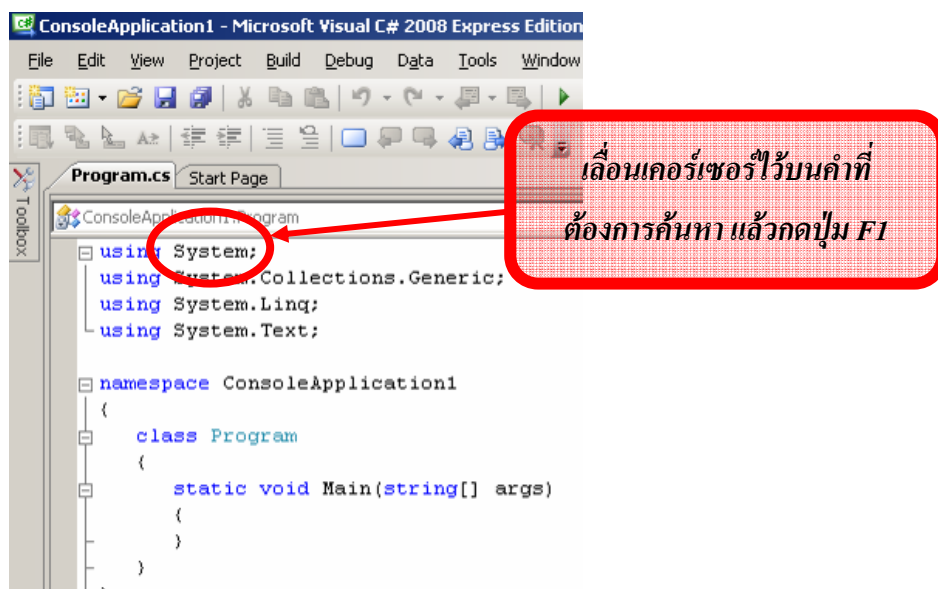 ConsoleApplication1 - Microsoft Visual C# 2008 Express Edition
File Edit View Project Build Debug Data Tools Window
Program.cs Start Page
Toolbox
ConsoleApplication1.Program
เลื่อนเคอร์เซอร์ไว้บนคำที่
ต้องการค้นหา แล้วกดปุ่ม F1
using System;
using System.Collections.Generic;
using System.Linq;
using System.Text;
namespace ConsoleApplication1
{
class Program
{
static void Main(string[] args)
{
}
}